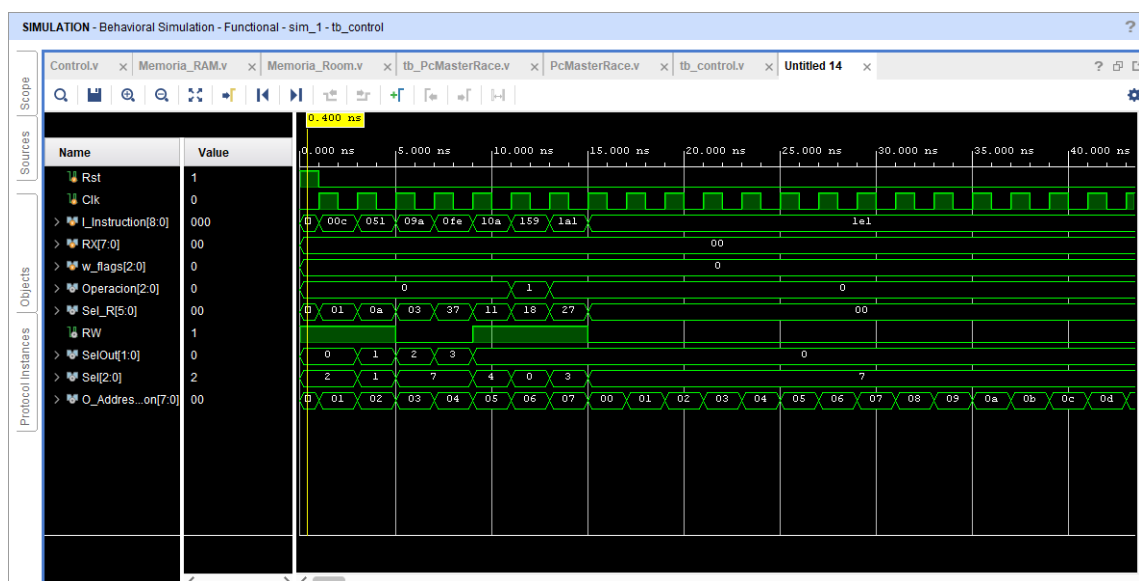 SIMULATION - Behavioral Simulation - Functional - sim_1 - tb_control ?
Control.v × Memoria_RAM.v × Memoria_Room.v × tb_PcMasterRace.v × PcMasterRace.v × tb_control.v × Untitled 14 × ?
Scope
Sources
Objects
Protocol Instances
0.400 ns
Name Value 0.000 ns 5.000 ns 10.000 ns 15.000 ns 20.000 ns 25.000 ns 30.000 ns 35.000 ns 40.000 ns
Rst 1
Clk 0
> I_Instruction[8:0] 000 00c 051 09a 0fe 10a 159 1a1 1e1
> RX[7:0] 00 00
> w_flags[2:0] 0 0
> Operacion[2:0] 0 0 1 0
> Sel_R[5:0] 00 01 0a 03 37 11 18 27 00
RW 1
> SelOut[1:0] 0 0 1 2 3 0
> Sel[2:0] 2 2 1 7 4 0 3 7
> O_Addres...on[7:0] 00 01 02 03 04 05 06 07 00 01 02 03 04 05 06 07 08 09 0a 0b 0c 0d